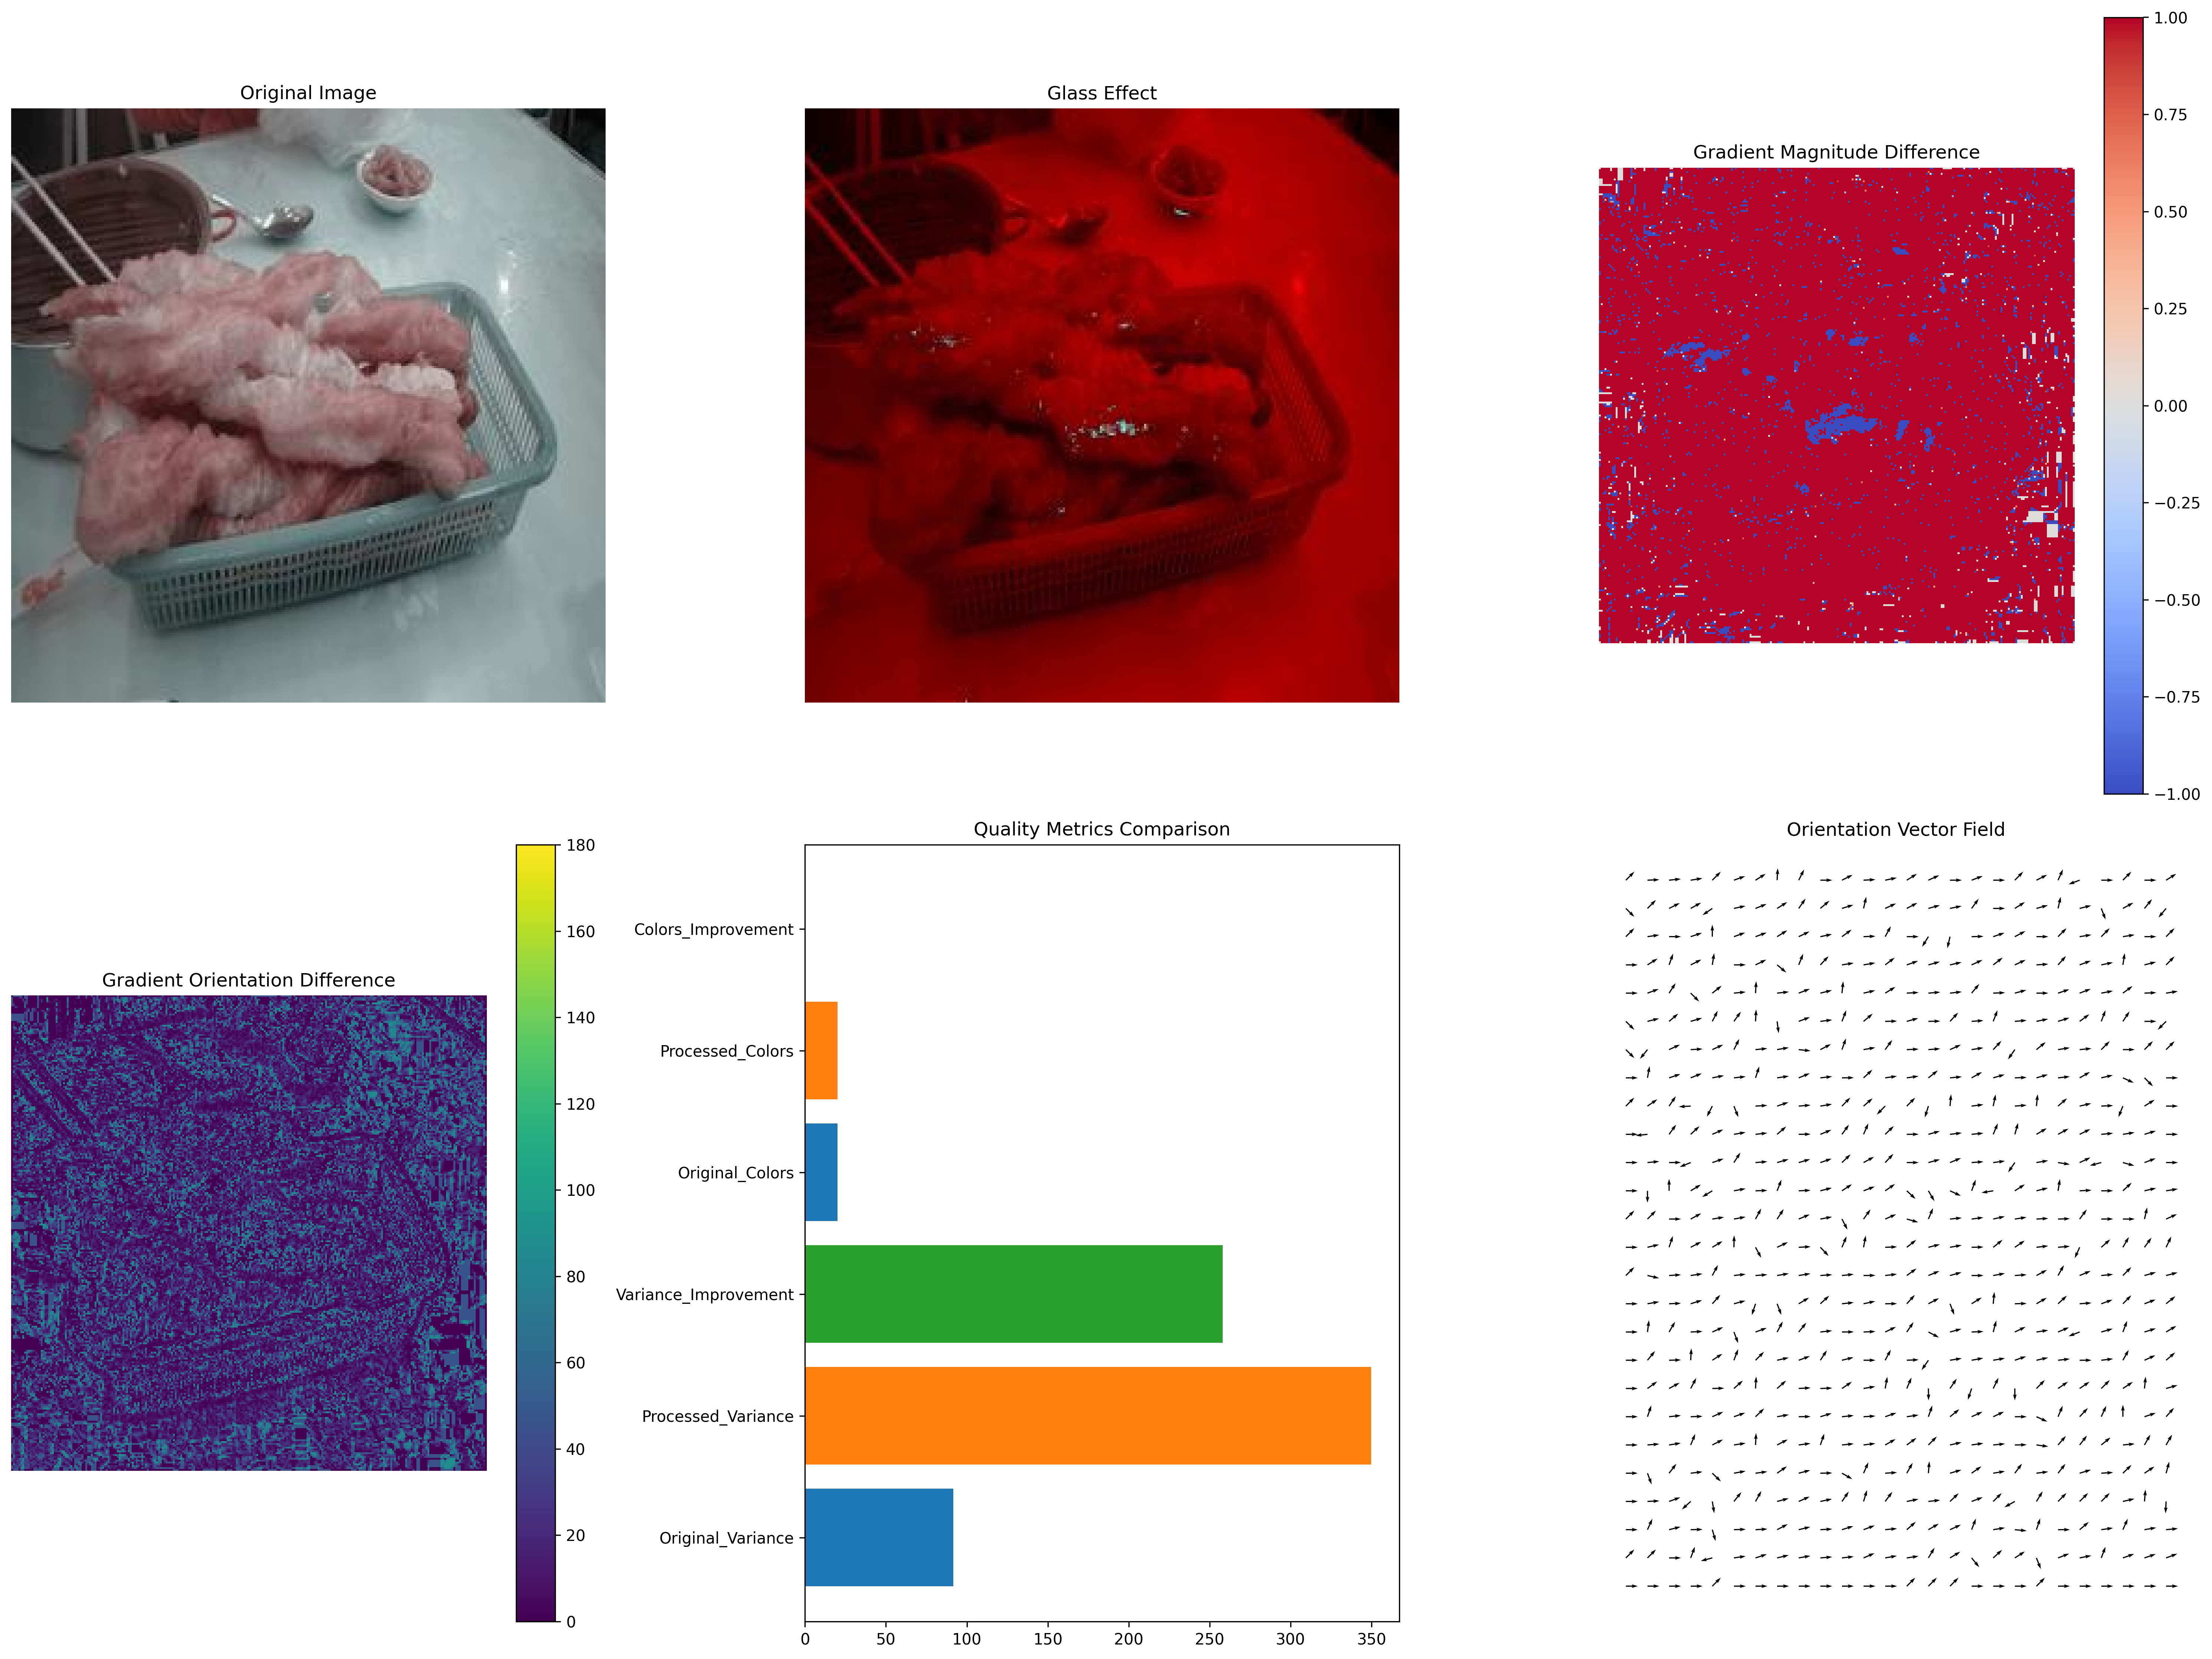 Original Image
Glass Effect
Gradient Magnitude Difference
1.00
0.75
0.50
0.25
0.00
−0.25
−0.50
−0.75
−1.00
Gradient Orientation Difference
180
160
140
120
100
80
60
40
20
0
Quality Metrics Comparison
Colors_Improvement
Processed_Colors
Original_Colors
Variance_Improvement
Processed_Variance
Original_Variance
0 50 100 150 200 250 300 350
Orientation Vector Field